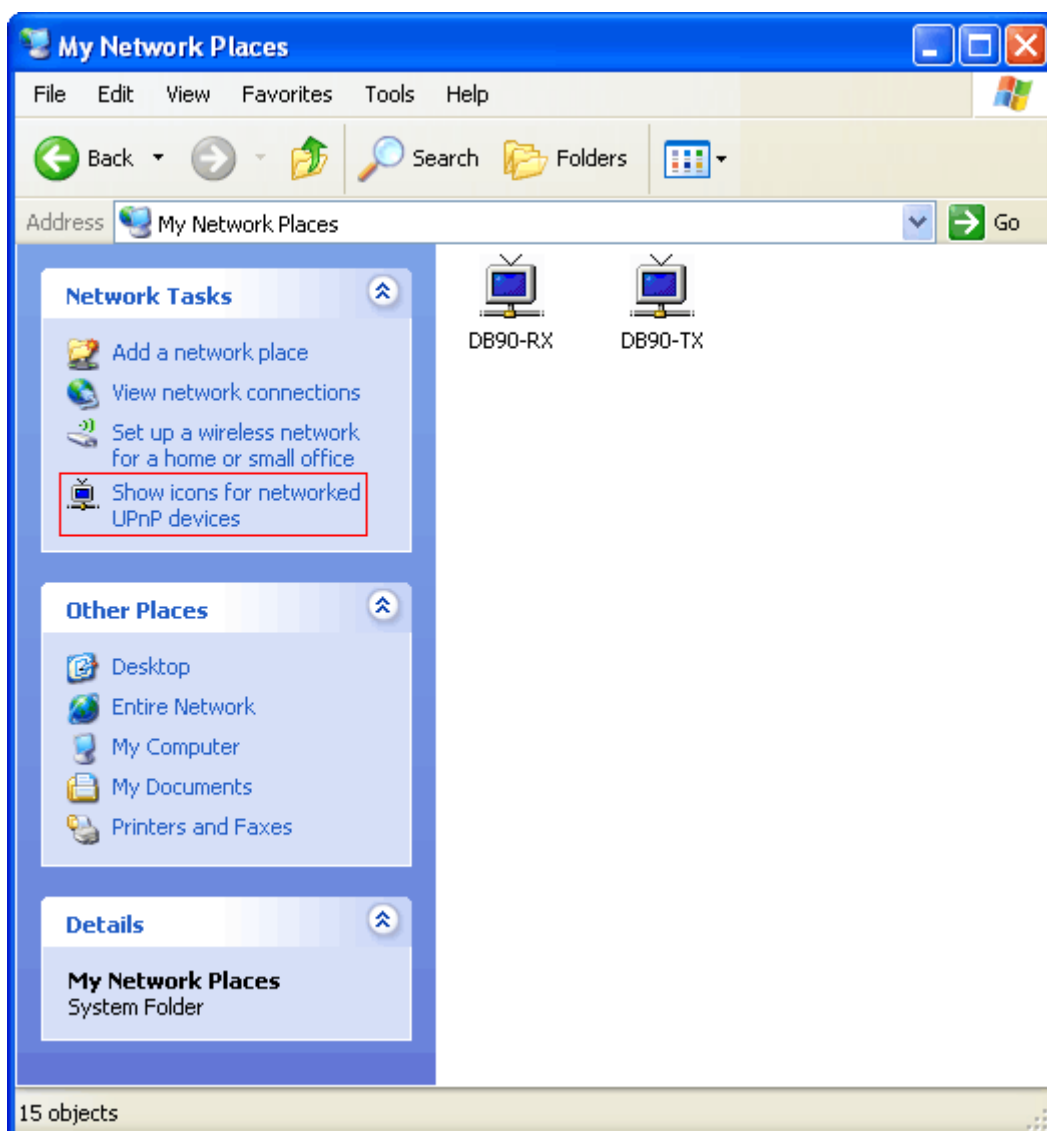 My Network Places
File Edit View Favorites Tools Help
Back Search Folders
Address My Network Places Go
Network Tasks
Add a network place
View network connections
Set up a wireless network
for a home or small office
Show icons for networked
UPnP devices
Other Places
Desktop
Entire Network
My Computer
My Documents
Printers and Faxes
Details
My Network Places
System Folder
DB90-RX DB90-TX
15 objects